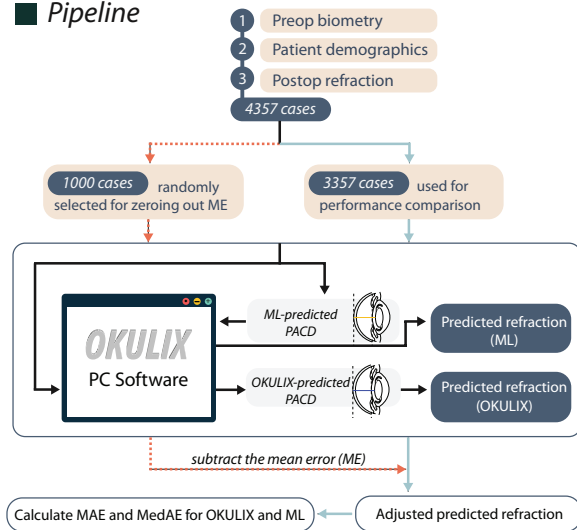 Pipeline
1 Preop biometry
2 Patient demographics
3 Postop refraction
4357 cases
1000 cases randomly
selected for zeroing out ME
3357 cases used for
performance comparison
ML-predicted
PACD
OKULIX
PC Software
Predicted refraction
(ML)
OKULIX-predicted
PACD
Predicted refraction
(OKULIX)
subtract the mean error (ME)
Calculate MAE and MedAE for OKULIX and ML
Adjusted predicted refraction